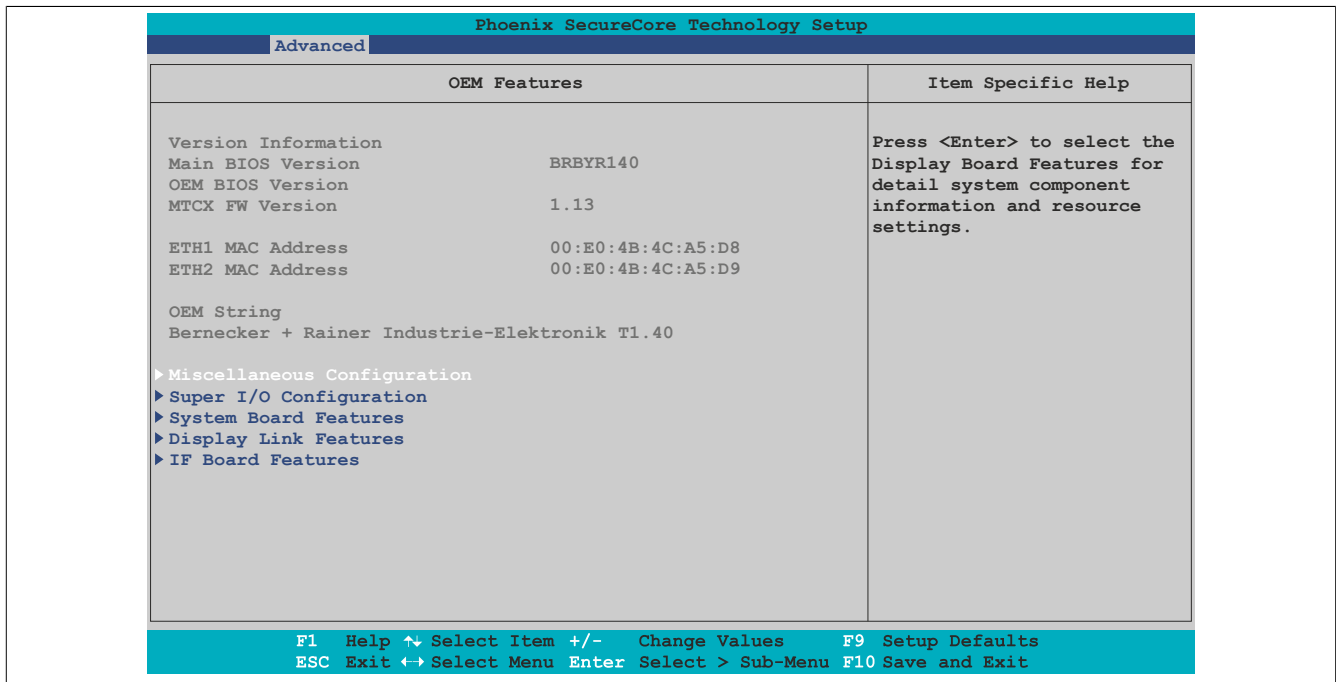 Phoenix SecureCore Technology Setup
Advanced
OEM Features
Item Specific Help
Version Information
Main BIOS Version BRBYR140
OEM BIOS Version
MTCX FW Version 1.13
ETH1 MAC Address 00:E0:4B:4C:A5:D8
ETH2 MAC Address 00:E0:4B:4C:A5:D9
OEM String
Bernecker + Rainer Industrie-Elektronik T1.40
Miscellaneous Configuration
Super I/O Configuration
System Board Features
Display Link Features
IF Board Features
Press <Enter> to select the
Display Board Features for
detail system component
information and resource
settings.
F1 Help ↑↓ Select Item +/- Change Values F9 Setup Defaults
ESC Exit ←→ Select Menu Enter Select > Sub-Menu F10 Save and Exit